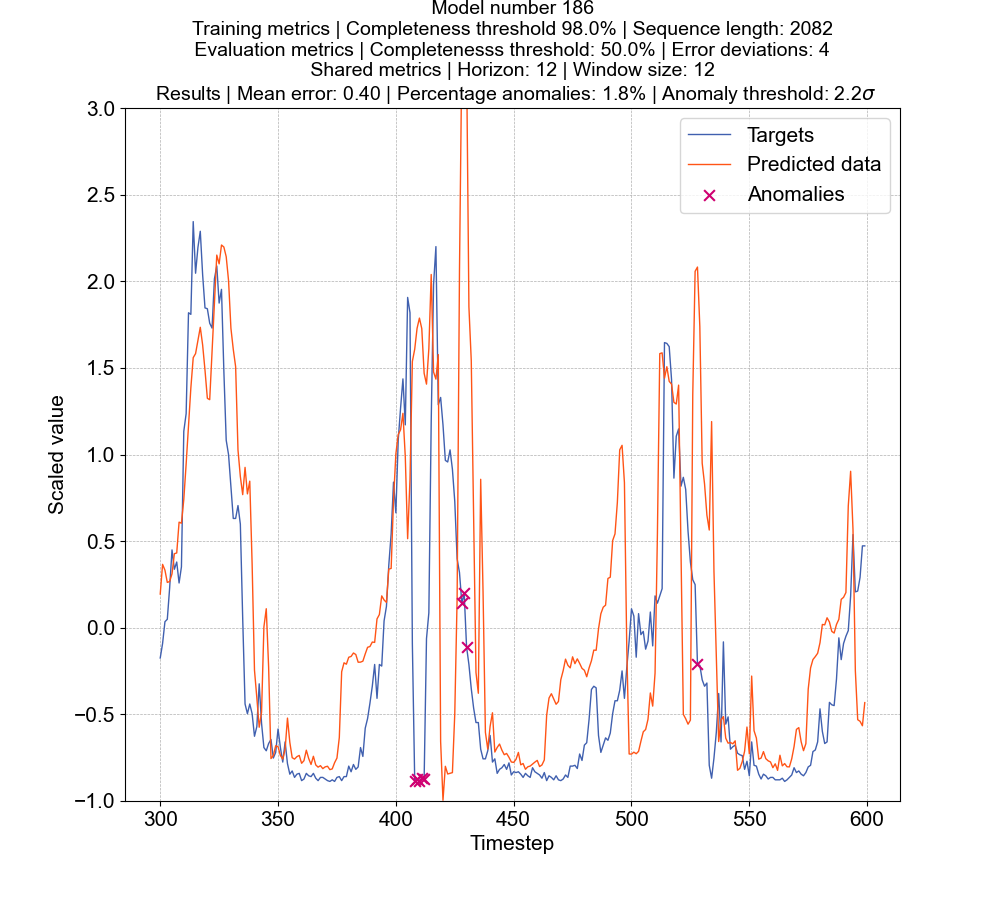 Model number 186
Training metrics | Completeness threshold 98.0% | Sequence length: 2082
Evaluation metrics | Completenesss threshold: 50.0% | Error deviations: 4
Shared metrics | Horizon: 12 | Window size: 12
Results | Mean error: 0.40 | Percentage anomalies: 1.8% | Anomaly threshold: 2.2σ
Targets
Predicted data
Anomalies
Scaled value
3.0
2.5
2.0
1.5
1.0
0.5
0.0
−0.5
−1.0
300
350
400
450
500
550
600
Timestep